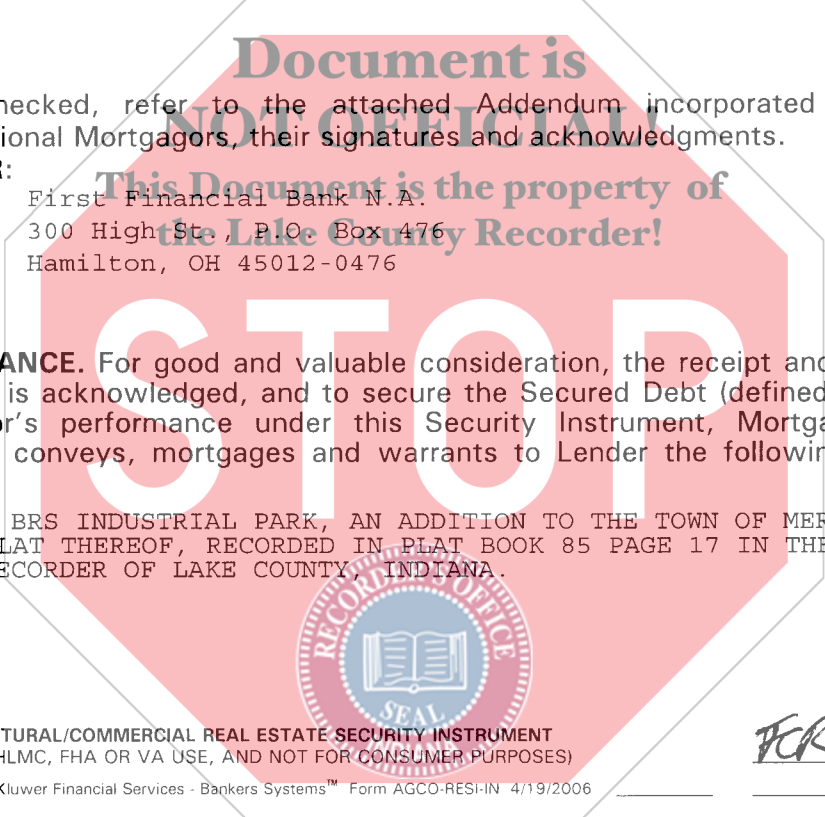 Document is
hecked, refer to the attached Addendum incorporated
NOT OFFICIAL!
ional Mortgagors, their signatures and acknowledgments.
R:
This Document is the property of
First Financial Bank N.A.
300 High St., P.O. Box 476
the Lake County Recorder!
Hamilton, OH 45012-0476
STOP
ANCE. For good and valuable consideration, the receipt and
is acknowledged, and to secure the Secured Debt (defined
or's performance under this Security Instrument, Mortga
conveys, mortgages and warrants to Lender the followin
BRS INDUSTRIAL PARK, AN ADDITION TO THE TOWN OF MER
LAT THEREOF, RECORDED IN PLAT BOOK 85 PAGE 17 IN THE
ECORDER OF LAKE COUNTY, INDIANA.
RECORDER'S OFFICE
SEAL
INDIANA
TURAL/COMMERCIAL REAL ESTATE SECURITY INSTRUMENT
HLMC, FHA OR VA USE, AND NOT FOR CONSUMER PURPOSES)
Kluwer Financial Services - Bankers Systems™ Form AGCO-RESI-IN 4/19/2006